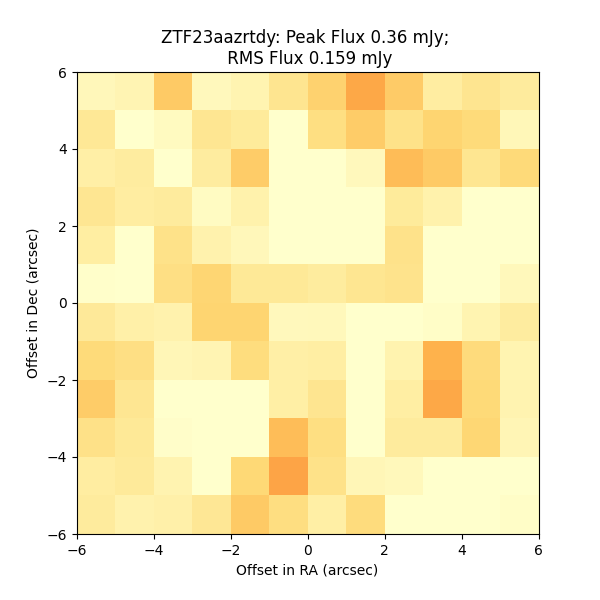 ZTF23aazrtdy: Peak Flux 0.36 mJy;
RMS Flux 0.159 mJy
6
4
2
0
−2
−4
−6
Offset in Dec (arcsec)
−6 −4 −2 0 2 4 6
Offset in RA (arcsec)